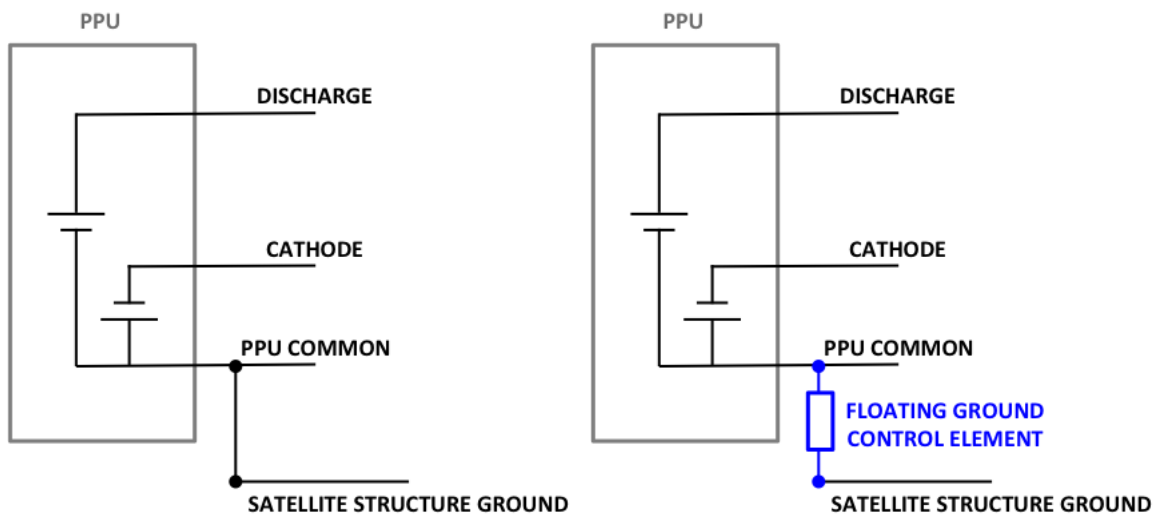 PPU
DISCHARGE
CATHODE
PPU COMMON
SATELLITE STRUCTURE GROUND
PPU
DISCHARGE
CATHODE
PPU COMMON
FLOATING GROUND
CONTROL ELEMENT
SATELLITE STRUCTURE GROUND